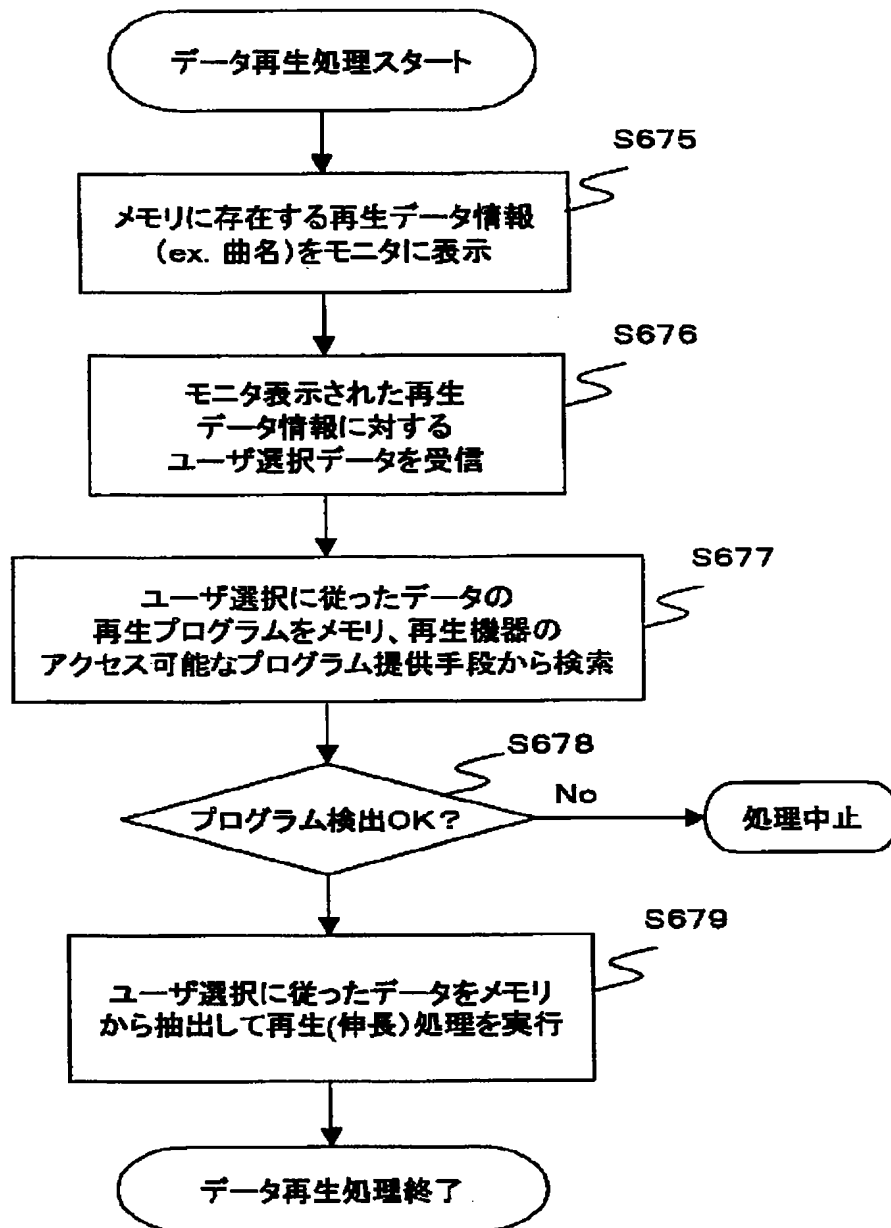 データ再生処理スタート
S675
メモリに存在する再生データ情報
(ex. 曲名)をモニタに表示
S676
モニタ表示された再生
データ情報に対する
ユーザ選択データを受信
S677
ユーザ選択に従ったデータの
再生プログラムをメモリ、再生機器の
アクセス可能なプログラム提供手段から検索
S678
プログラム検出OK?
No
処理中止
S679
ユーザ選択に従ったデータをメモリ
から抽出して再生(伸長)処理を実行
データ再生処理終了